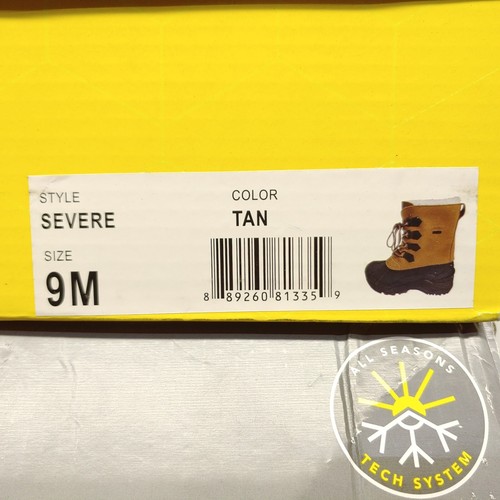 STYLE
SEVERE
COLOR
TAN
SIZE
9M
8 89260 81335 9
ALL SEASONS
TECH SYSTEM